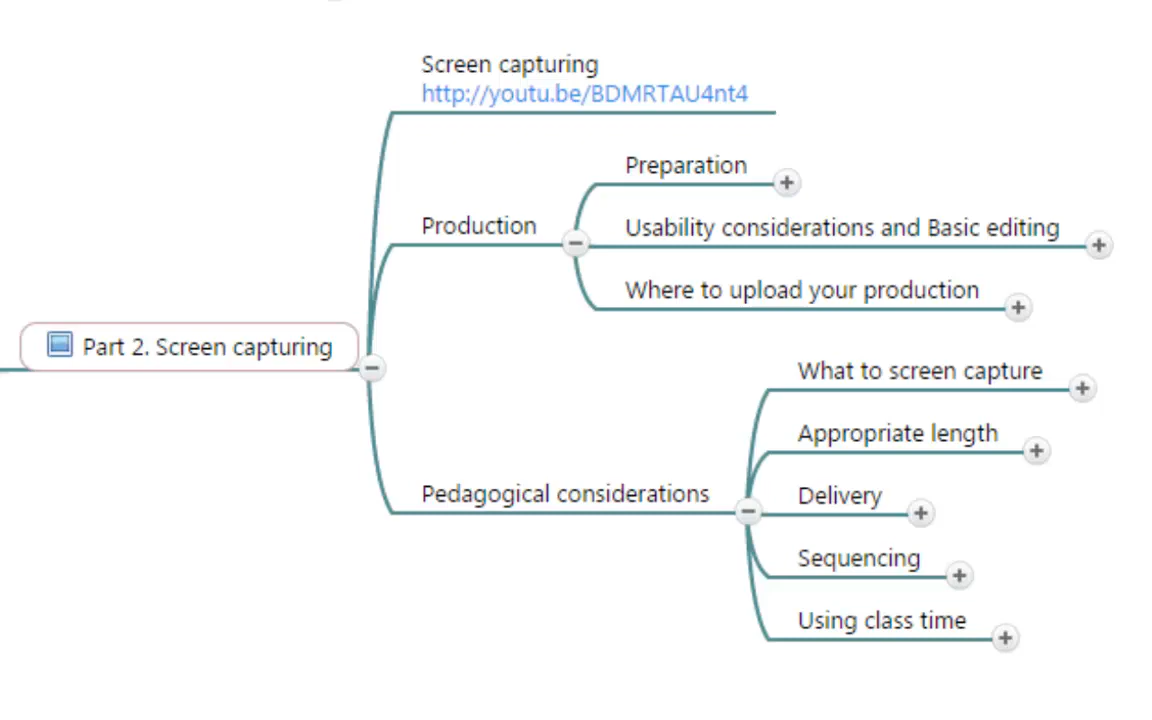 Screen capturing
http://youtu.be/BDMRTAU4nt4
Preparation
Production
Usability considerations and Basic editing
Where to upload your production
Part 2. Screen capturing
What to screen capture
Appropriate length
Pedagogical considerations
Delivery
Sequencing
Using class time